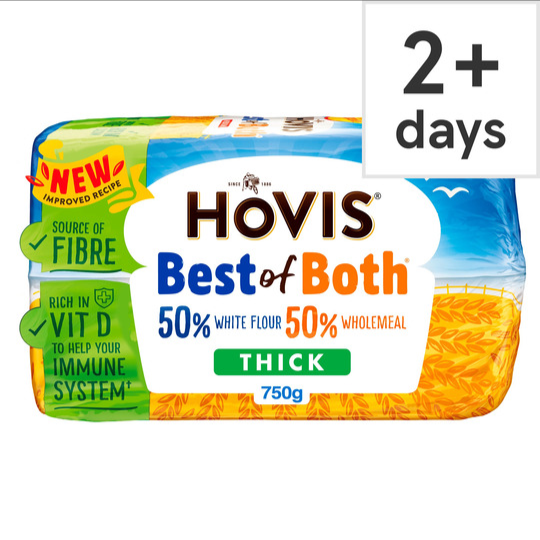 2+
days
NEW
IMPROVED RECIPE
SOURCE OF
FIBRE
RICH IN
VIT D
TO HELP YOUR
IMMUNE
SYSTEM†
SINCE 1886
HOVIS®
Best of Both®
50% WHITE FLOUR 50% WHOLEMEAL
THICK
750g